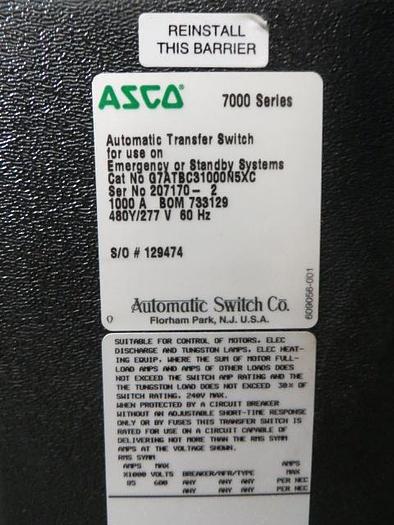 REINSTALL
THIS BARRIER
ASCO 7000 Series
Automatic Transfer Switch
for use on
Emergency or Standby Systems
Cat No G7ATBC31000N5XC
Ser No 207170-2
1000 A BOM 733129
480Y/277 V 60 Hz
S/O # 129474
Automatic Switch Co.
Florham Park, N.J. U.S.A.
609056-001
SUITABLE FOR CONTROL OF MOTORS, ELEC
DISCHARGE AND TUNGSTON LAMPS, ELEC HEAT-
ING EQUIP, WHERE THE SUM OF MOTOR FULL-
LOAD AMPS AND AMPS OF OTHER LOADS DOES
NOT EXCEED THE SWITCH AMP RATING AND THE
THE TUNGSTEN LOAD DOES NOT EXCEED 30% OF
SWITCH RATING. 240V MAX.
WHEN PROTECTED BY A CIRCUIT BREAKER
WITHOUT AN ADJUSTABLE SHORT-TIME RESPONSE
ONLY OR BY FUSES THIS TRANSFER SWITCH IS
RATED FOR USE ON A CIRCUIT CAPABLE OF
DELIVERING NOT MORE THAN THE RMS SYMM
AMPS AT THE VOLTAGE SHOWN.
RMS SYMM
AMPS MAX AMPS
X1000 VOLTS BREAKER/MFR/TYPE MAX
85 600 ANY ANY ANY PER NEC
ANY ANY ANY PER NEC